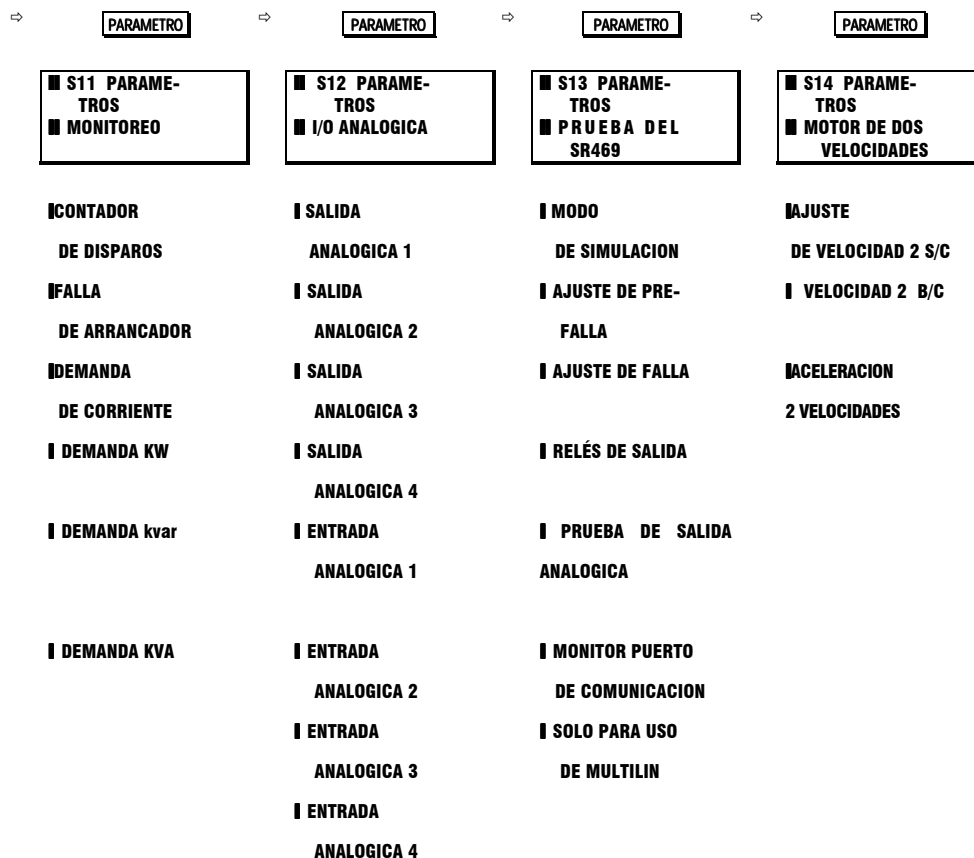 ⇨ PARAMETRO ⇨ PARAMETRO ⇨ PARAMETRO ⇨ PARAMETRO
S11 PARAME-
TROS
MONITOREO
CONTADOR
DE DISPAROS
FALLA
DE ARRANCADOR
DEMANDA
DE CORRIENTE
DEMANDA KW
DEMANDA kvar
DEMANDA KVA
S12 PARAME-
TROS
I/O ANALOGICA
SALIDA
ANALOGICA 1
SALIDA
ANALOGICA 2
SALIDA
ANALOGICA 3
SALIDA
ANALOGICA 4
ENTRADA
ANALOGICA 1
ENTRADA
ANALOGICA 2
ENTRADA
ANALOGICA 3
ENTRADA
ANALOGICA 4
S13 PARAME-
TROS
PRUEBA DEL
SR469
MODO
DE SIMULACION
AJUSTE DE PRE-
FALLA
AJUSTE DE FALLA
RELÉS DE SALIDA
PRUEBA DE SALIDA
ANALOGICA
MONITOR PUERTO
DE COMUNICACION
SOLO PARA USO
DE MULTILIN
S14 PARAME-
TROS
MOTOR DE DOS
VELOCIDADES
AJUSTE
DE VELOCIDAD 2 S/C
VELOCIDAD 2 B/C
ACELERACION
2 VELOCIDADES